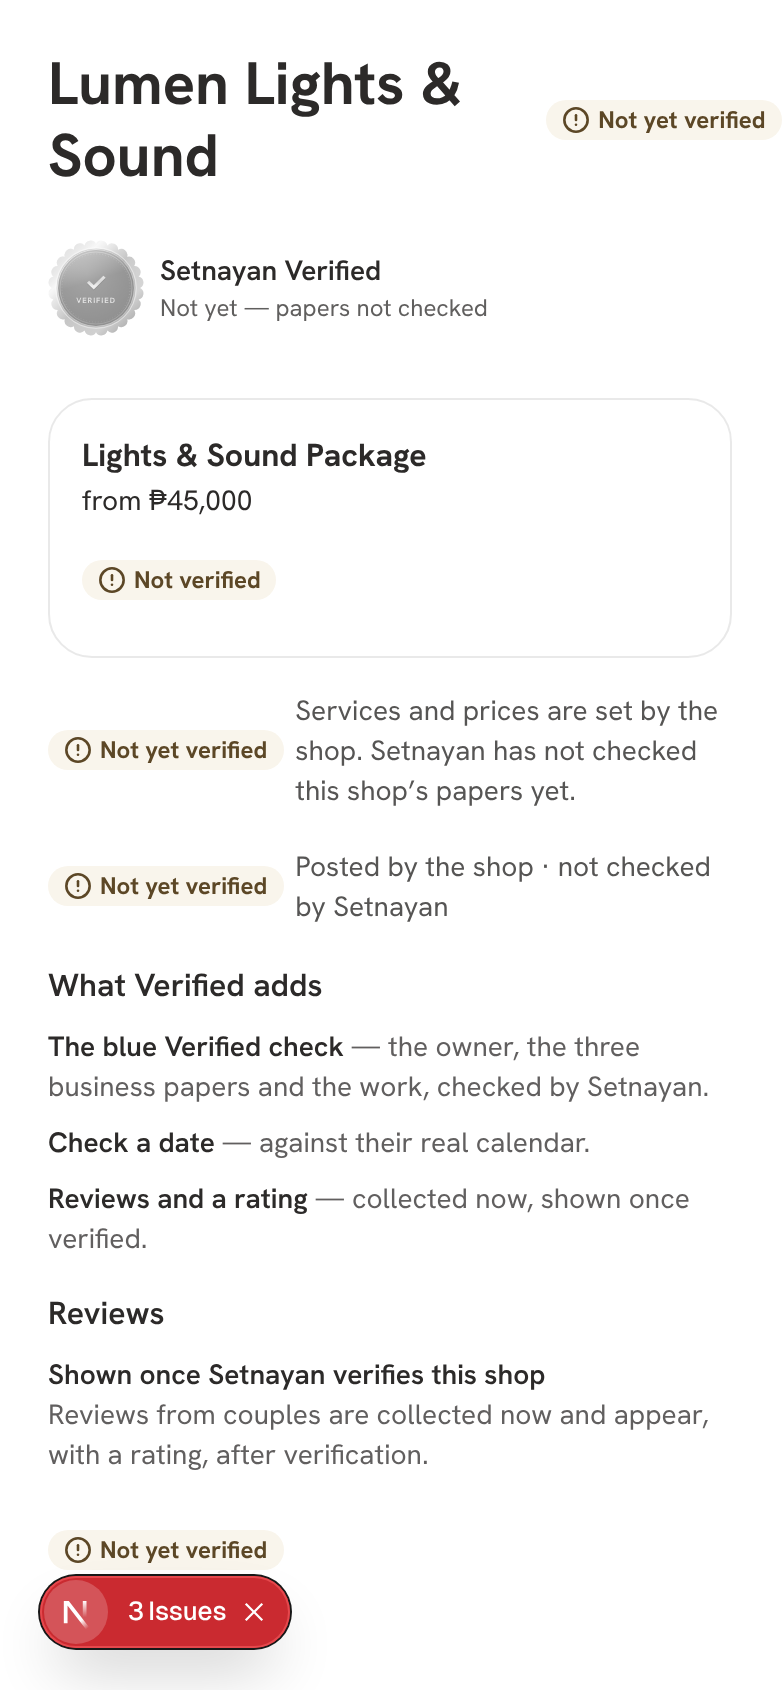 Lumen Lights &
Sound
Not yet verified
VERIFIED
Setnayan Verified
Not yet — papers not checked
Lights & Sound Package
from ₱45,000
Not verified
Not yet verified
Services and prices are set by the
shop. Setnayan has not checked
this shop’s papers yet.
Not yet verified
Posted by the shop · not checked
by Setnayan
What Verified adds
The blue Verified check — the owner, the three
business papers and the work, checked by Setnayan.
Check a date — against their real calendar.
Reviews and a rating — collected now, shown once
verified.
Reviews
Shown once Setnayan verifies this shop
Reviews from couples are collected now and appear,
with a rating, after verification.
Not yet verified
N 3 Issues